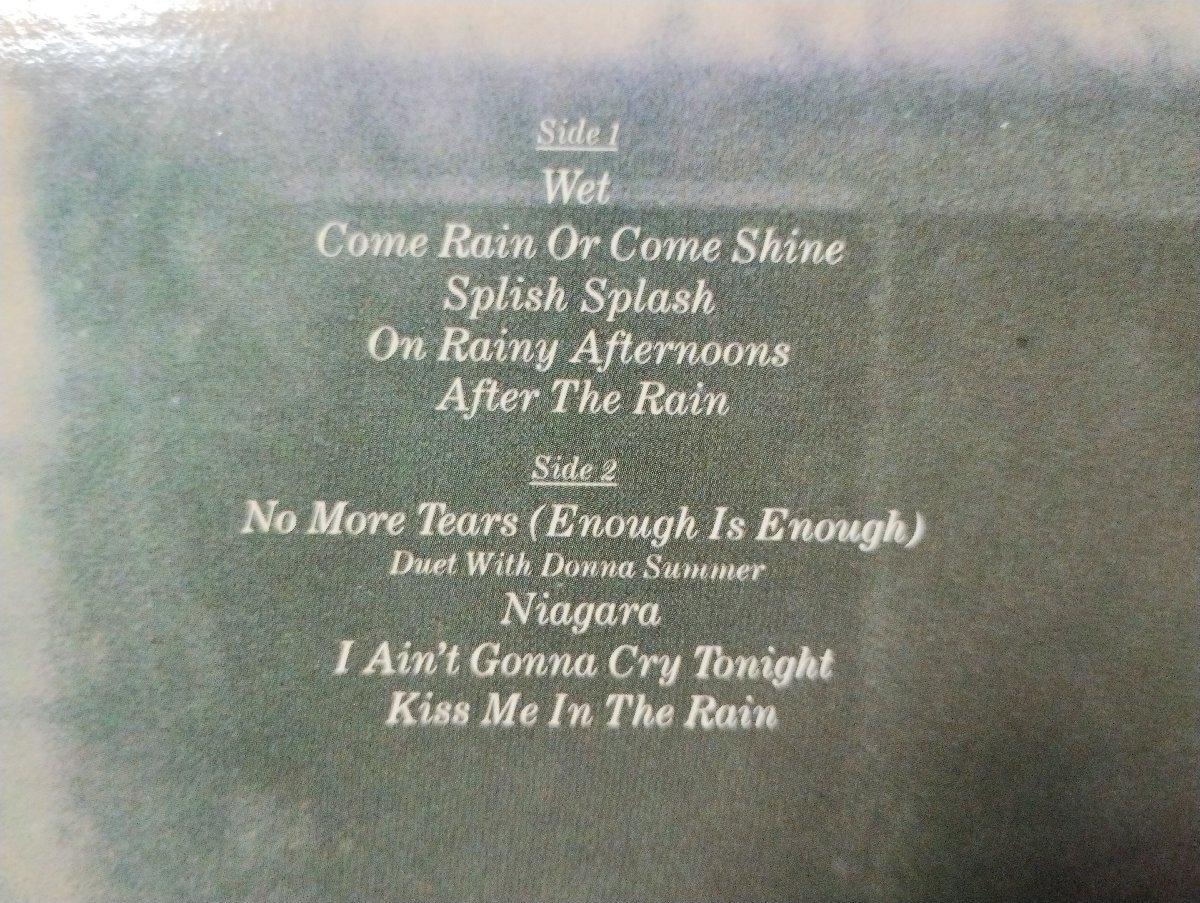 Side 1
Wet
Come Rain Or Come Shine
Splish Splash
On Rainy Afternoons
After The Rain
Side 2
No More Tears (Enough Is Enough)
Duet With Donna Summer
Niagara
I Ain't Gonna Cry Tonight
Kiss Me In The Rain